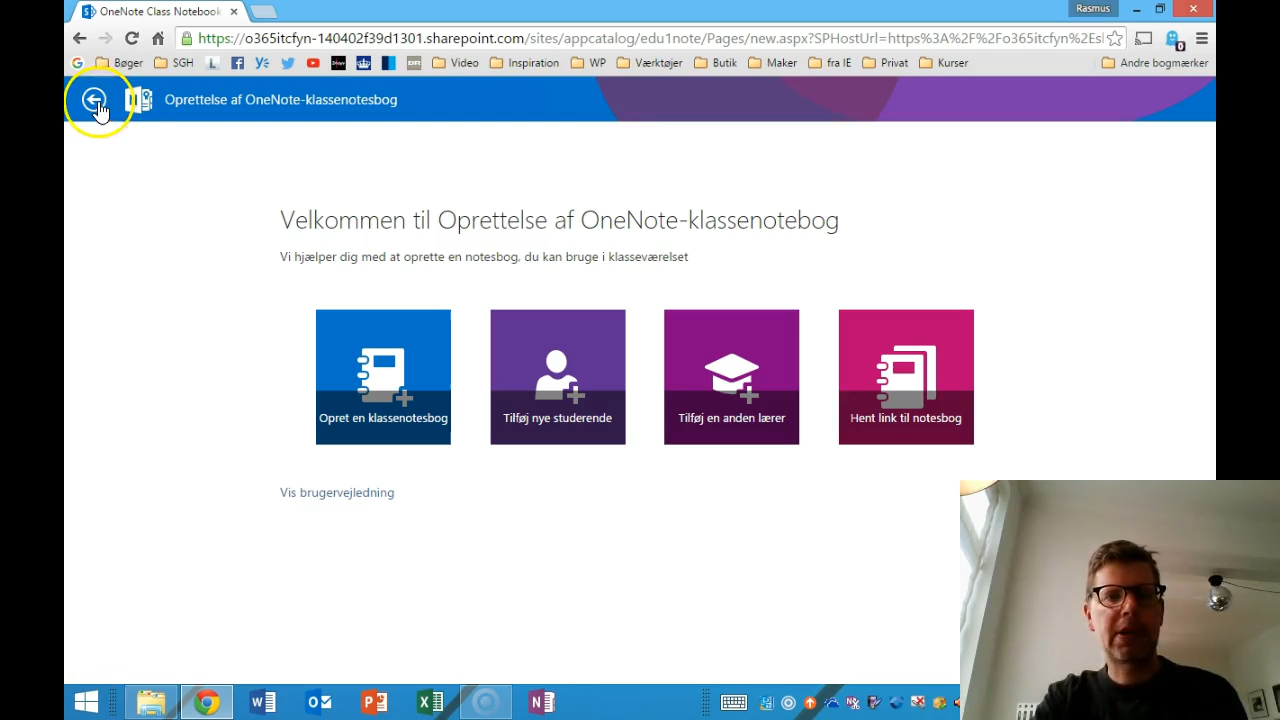 OneNote Class Notebook
Rasmus
https://o365itcfyn-140402f39d1301.sharepoint.com/sites/appcatalog/edu1note/Pages/new.aspx?SPHostUrl=https%3A%2F%2Fo365itcfyn%2Esl
Bøger SGH Video Inspiration WP Værktøjer Butik Maker fra IE Privat Kurser Andre bogmærker
Oprettelse af OneNote-klassenotesbog
Velkommen til Oprettelse af OneNote-klassenotebog
Vi hjælper dig med at oprette en notesbog, du kan bruge i klasseværelset
Opret en klassenotesbog Tilføj nye studerende Tilføj en anden lærer Hent link til notesbog
Vis brugervejledning